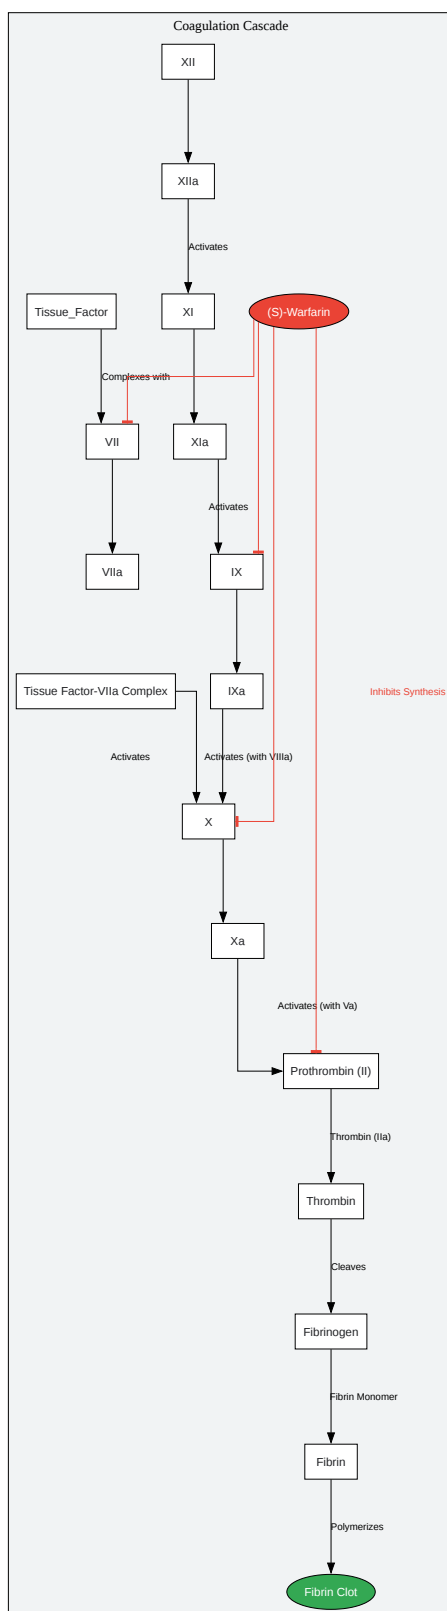 Coagulation Cascade
XII
XIIa
Activates
Tissue_Factor
XI
(S)-Warfarin
Complexes with
VII
XIa
Activates
VIIa
IX
Tissue Factor-VIIa Complex
IXa
Inhibits Synthesis
Activates
Activates (with VIIIa)
X
Xa
Activates (with Va)
Prothrombin (II)
Thrombin (IIa)
Thrombin
Cleaves
Fibrinogen
Fibrin Monomer
Fibrin
Polymerizes
Fibrin Clot